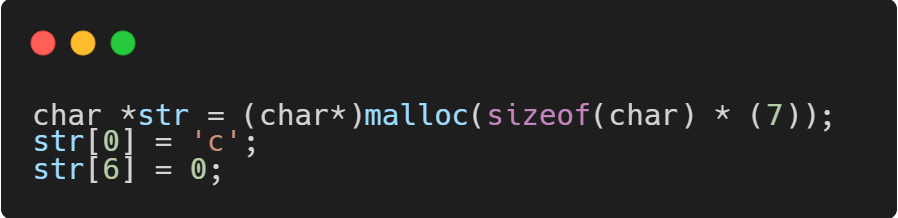 char *str = (char*)malloc(sizeof(char) * (7));
str[0] = 'c';
str[6] = 0;